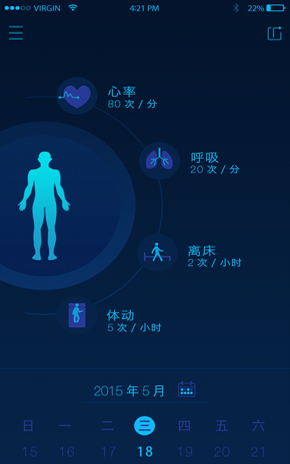 VIRGIN 4:21 PM 22%
心率
80 次 / 分
呼吸
20 次 / 分
离床
2 次 / 小时
体动
5 次 / 小时
2015 年 5 月
日 一 二 三 四 五 六
15 16 17 18 19 20 21